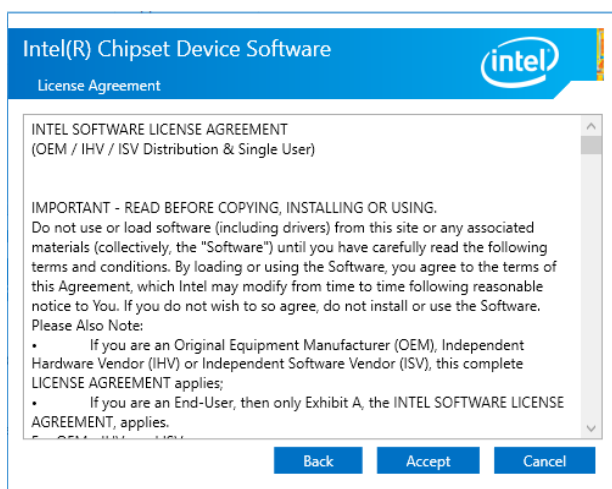 Intel(R) Chipset Device Software
intel
License Agreement
INTEL SOFTWARE LICENSE AGREEMENT
(OEM / IHV / ISV Distribution & Single User)
IMPORTANT - READ BEFORE COPYING, INSTALLING OR USING.
Do not use or load software (including drivers) from this site or any associated
materials (collectively, the "Software") until you have carefully read the following
terms and conditions. By loading or using the Software, you agree to the terms of
this Agreement, which Intel may modify from time to time following reasonable
notice to You. If you do not wish to so agree, do not install or use the Software.
Please Also Note:
• If you are an Original Equipment Manufacturer (OEM), Independent
Hardware Vendor (IHV) or Independent Software Vendor (ISV), this complete
LICENSE AGREEMENT applies;
• If you are an End-User, then only Exhibit A, the INTEL SOFTWARE LICENSE
AGREEMENT, applies.
Back Accept Cancel